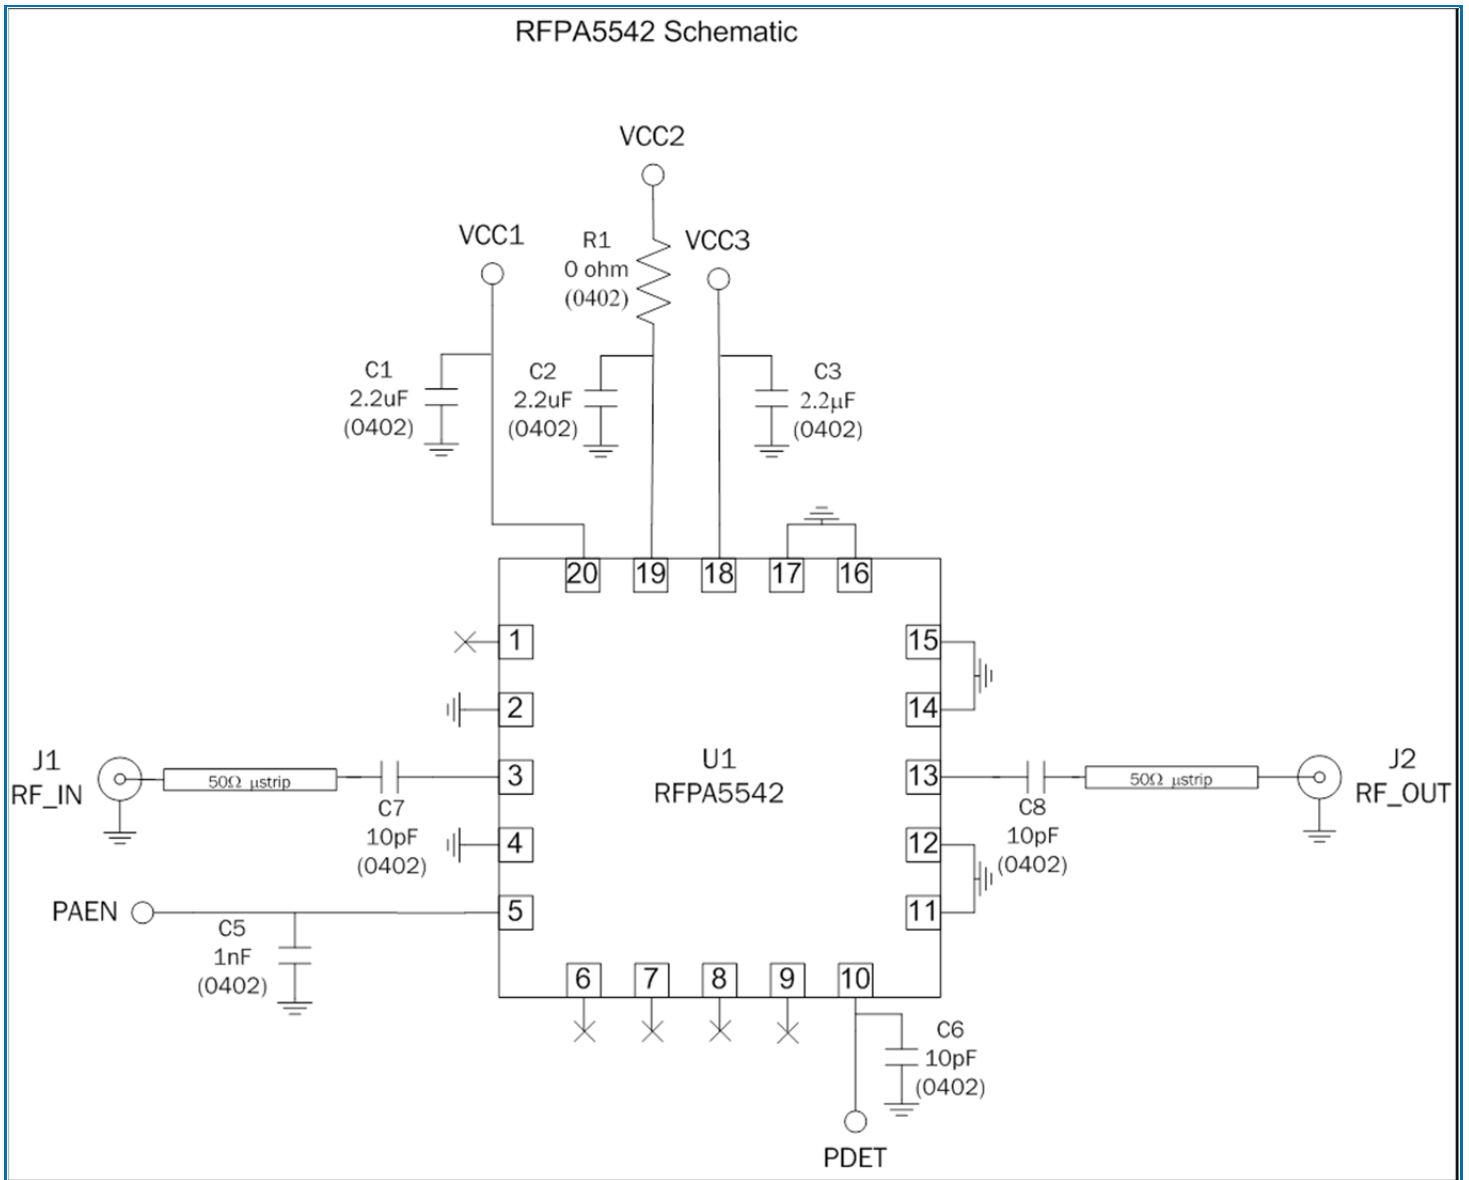 RFPA5542 Schematic
VCC2
VCC1
R1
0 ohm
(0402)
VCC3
C1
2.2uF
(0402)
C2
2.2uF
(0402)
C3
2.2μF
(0402)
20
19
18
17
16
1
15
2
14
J1
RF_IN
50Ω μstrip
C7
10pF
(0402)
3
U1
RFPA5542
13
C8
10pF
(0402)
50Ω μstrip
J2
RF_OUT
4
12
PAEN
C5
1nF
(0402)
5
11
6
7
8
9
10
C6
10pF
(0402)
PDET